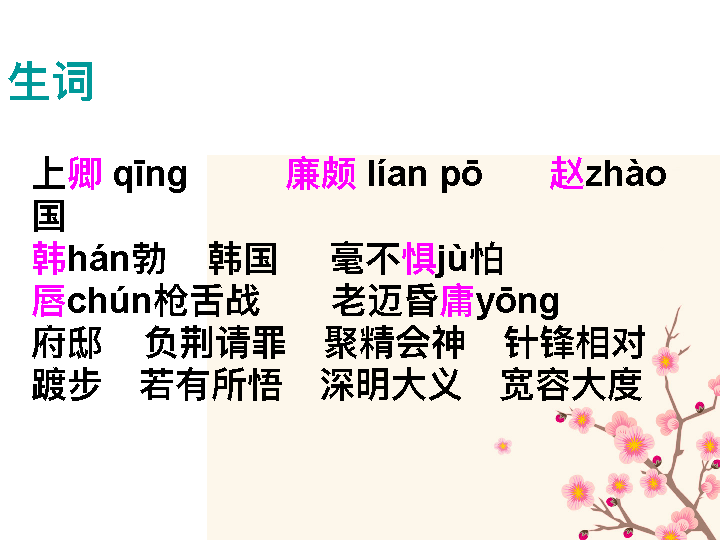 生词
上卿 qīng 廉颇 lían pō 赵zhào
国
韩hán勃 韩国 毫不惧jù怕
唇chún枪舌战 老迈昏庸yōng
府邸 负荆请罪 聚精会神 针锋相对
踱步 若有所悟 深明大义 宽容大度